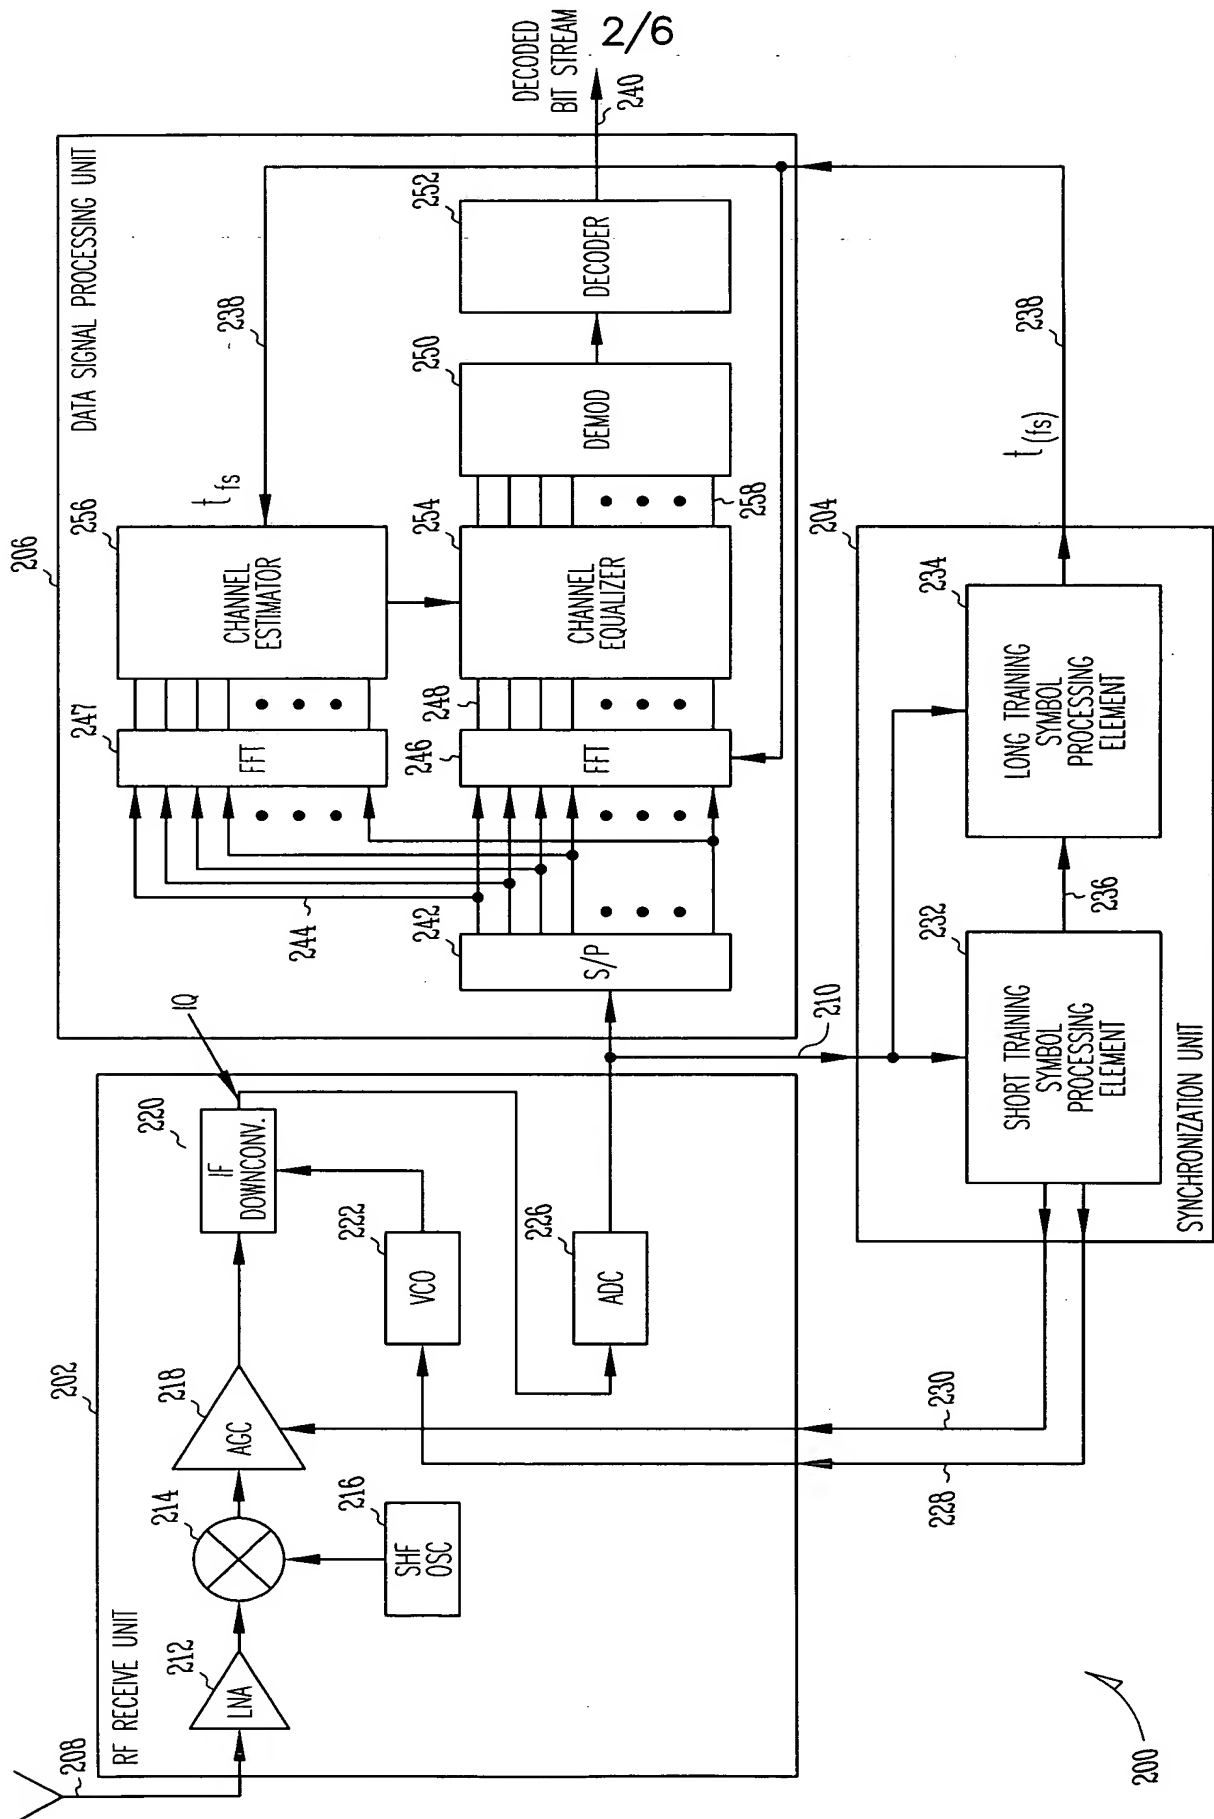 2/6
RF RECEIVE UNIT
202
208
212
LNA
214
216
SHF
OSC
218
AGC
220
IF
DOWNCONV.
IQ
222
VCO
226
ADC
228
230
210
206
DATA SIGNAL PROCESSING UNIT
242
S/P
244
247
FFT
246
FFT
248
256
CHANNEL
ESTIMATOR
254
CHANNEL
EQUALIZER
258
tfs
238
250
DEMOD
252
DECODER
DECODED
BIT STREAM
240
204
SYNCHRONIZATION UNIT
232
SHORT TRAINING
SYMBOL
PROCESSING
ELEMENT
236
234
LONG TRAINING
SYMBOL
PROCESSING
ELEMENT
t(fs)
238
200